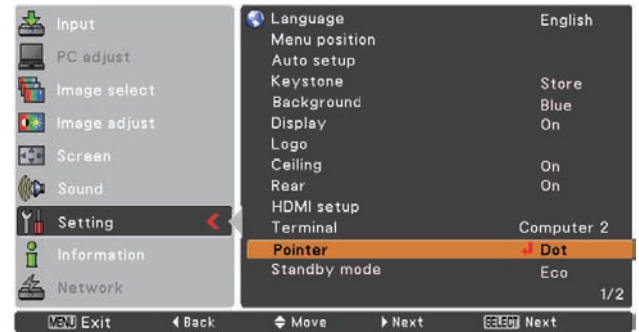 Input
PC adjust
Image select
Image adjust
Screen
Sound
Setting
Information
Network
Language English
Menu position
Auto setup
Keystone Store
Background Blue
Display On
Logo
Ceiling On
Rear On
HDMI setup
Terminal Computer 2
Pointer Dot
Standby mode Eco
1/2
MENU Exit Back Move Next SELECT Next